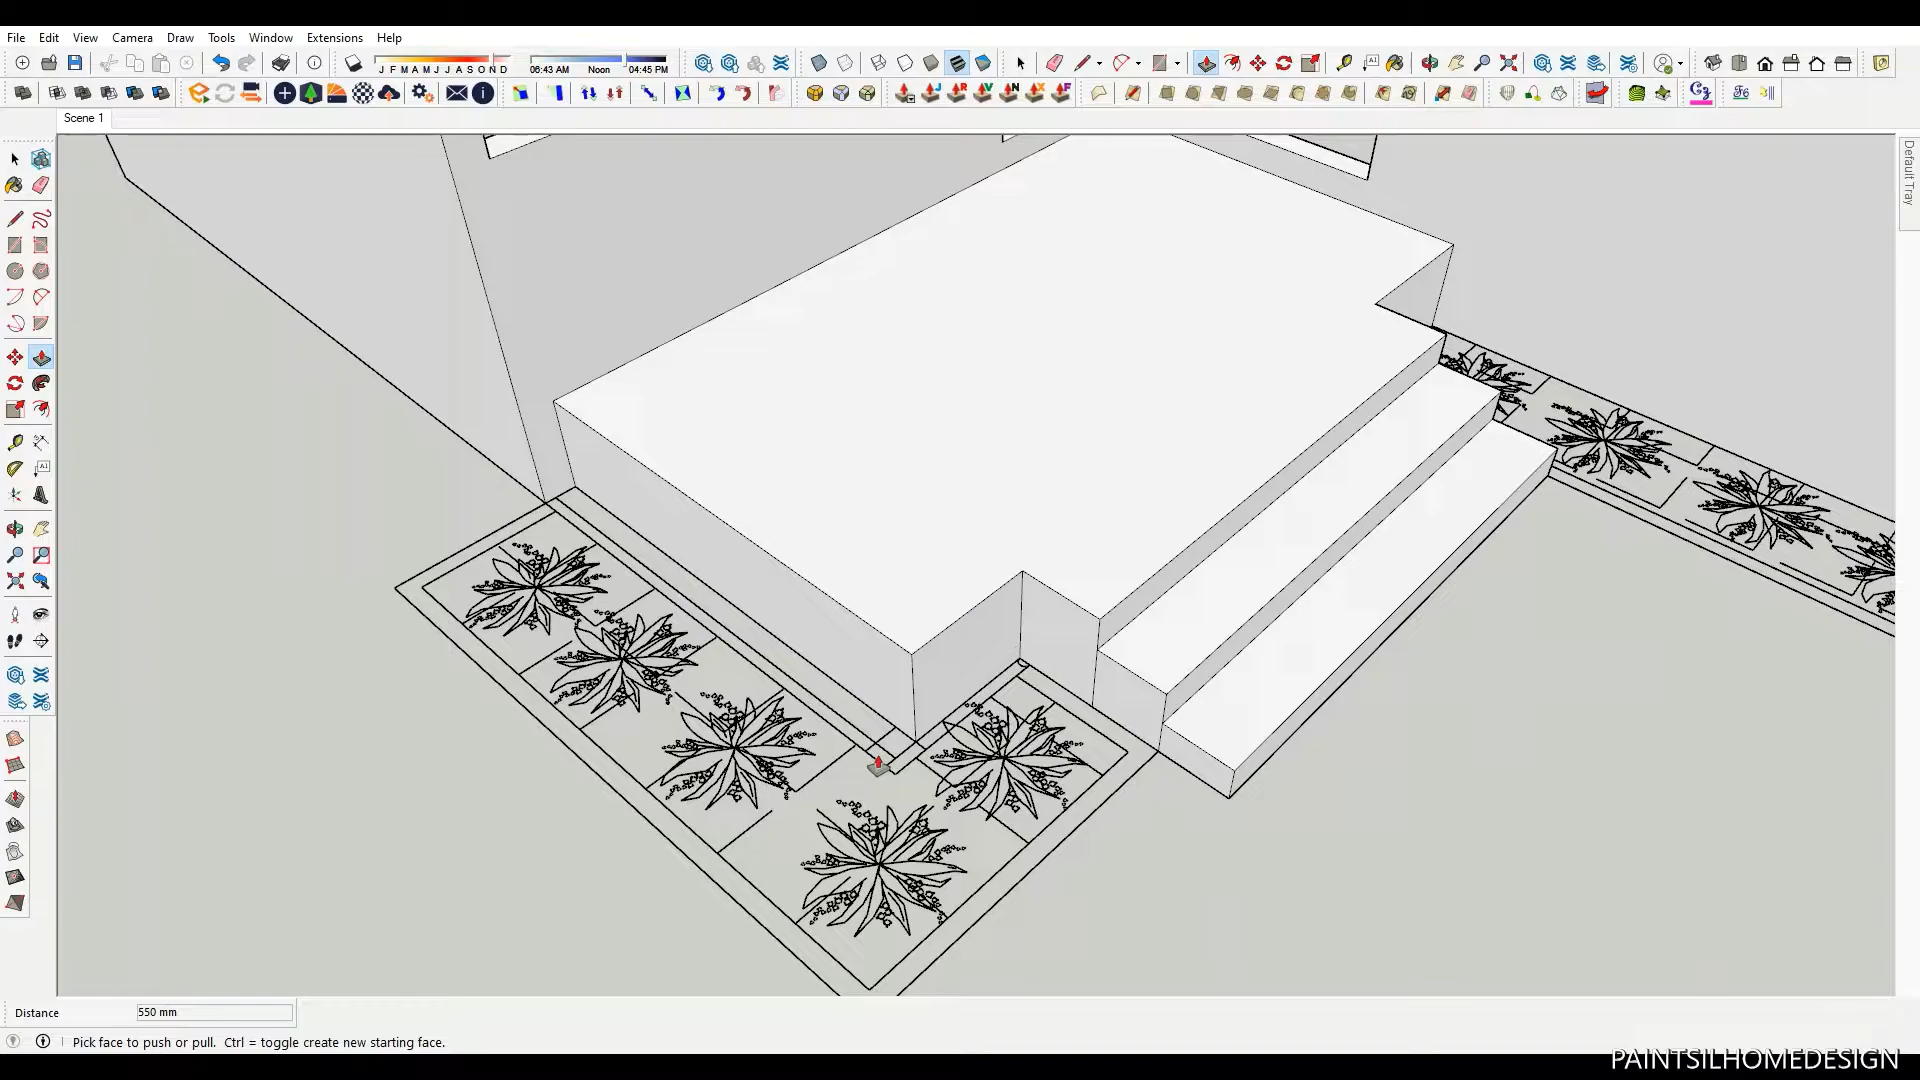 File Edit View Camera Draw Tools Window Extensions Help
J F M A M J J A S O N D 06:43 AM Noon 04:45 PM
Scene 1
Default Tray
Distance 550 mm
Pick face to push or pull. Ctrl = toggle create new starting face.
PAINTSILHOMEDESIGN